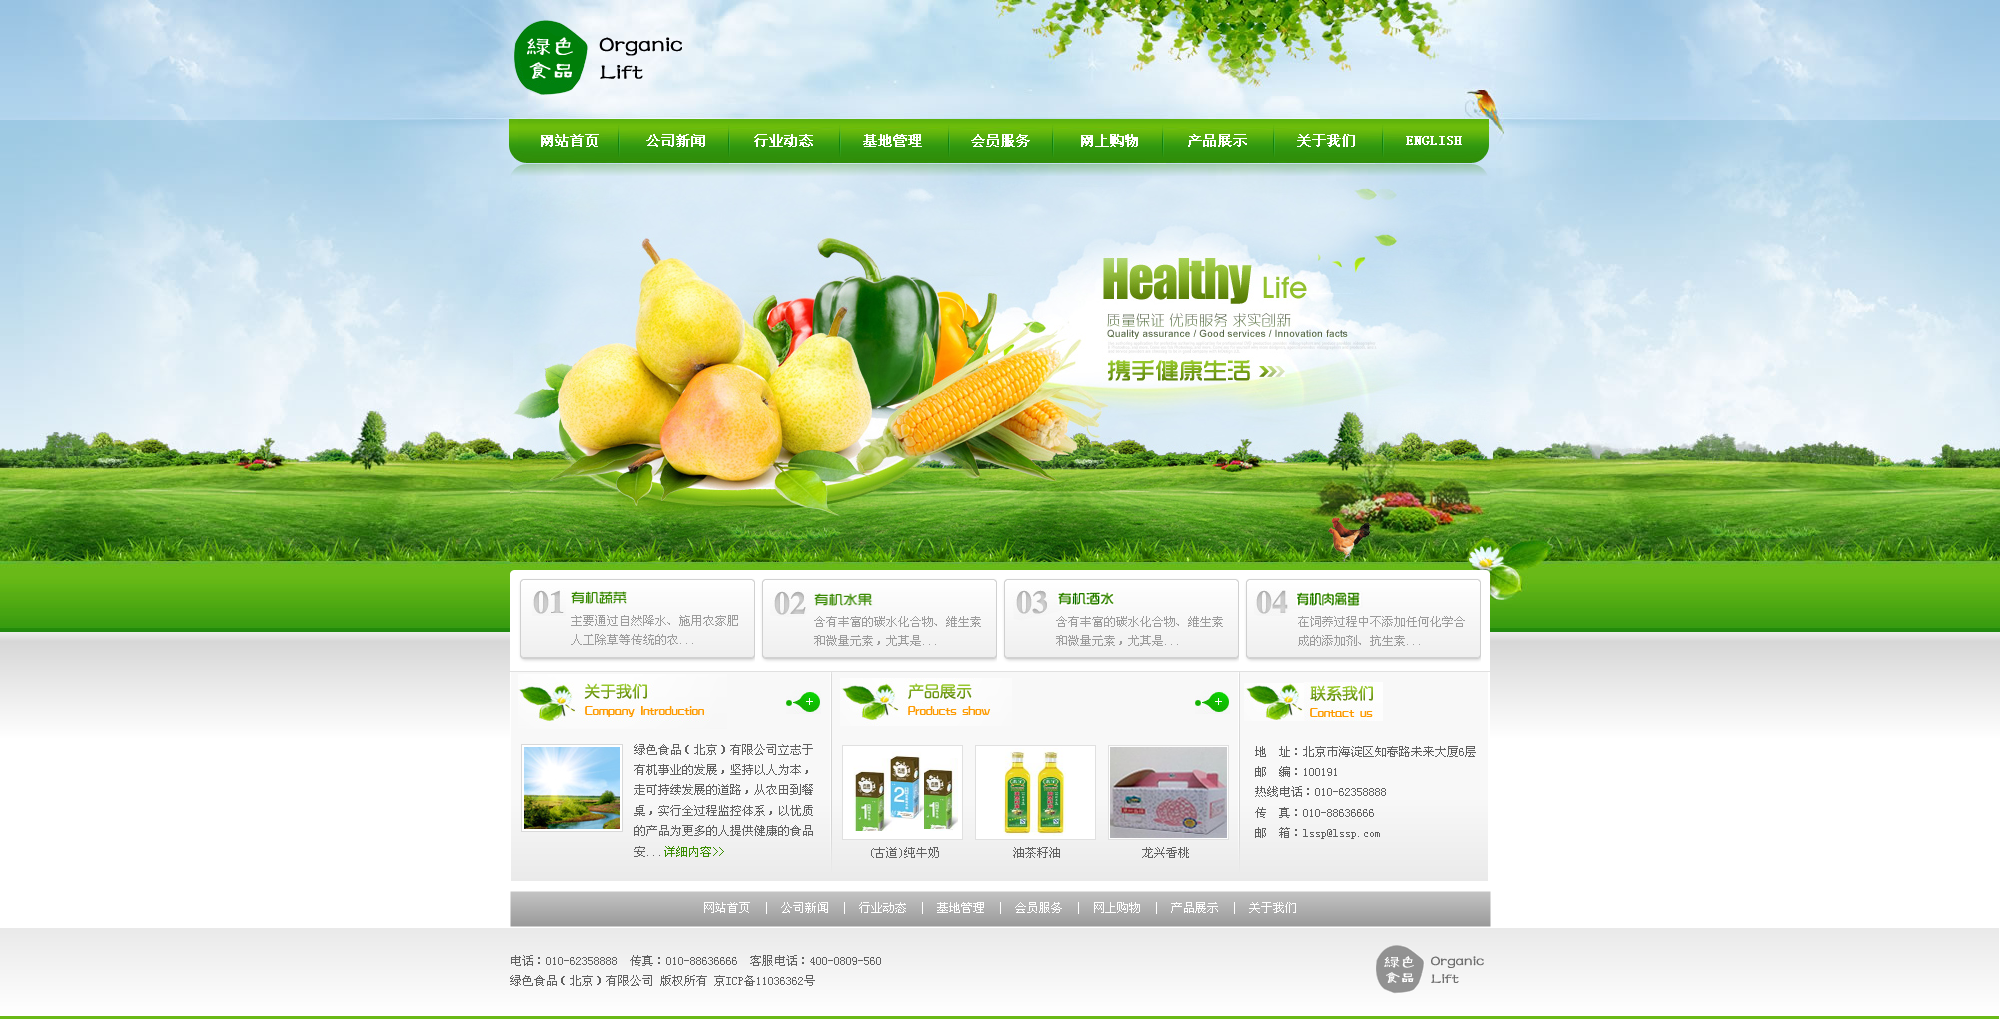 緑色
食品
Organic
Lift
网站首页 公司新闻 行业动态 基地管理 会员服务 网上购物 产品展示 关于我们 ENGLISH
Healthy Life
质量保证 优质服务 求实创新
Quality assurance / Good services / Innovation facts
携手健康生活
01 有机蔬菜
主要通过自然降水、施用农家肥
人工除草等传统的农...
02 有机水果
含有丰富的碳水化合物、维生素
和微量元素，尤其是...
03 有机酒水
含有丰富的碳水化合物、维生素
和微量元素，尤其是...
04 有机肉禽蛋
在饲养过程中不添加任何化学合
成的添加剂、抗生素...
关于我们
Company Introduction
绿色食品（北京）有限公司立志于
有机事业的发展，坚持以人为本，
走可持续发展的道路，从农田到餐
桌，实行全过程监控体系，以优质
的产品为更多的人提供健康的食品
安...详细内容>>
产品展示
Products show
(古道)纯牛奶
油茶籽油
龙兴香桃
联系我们
Contact us
地　址：北京市海淀区知春路未来大厦6层
邮　编：100191
热线电话：010-62358888
传　真：010-88636666
邮　箱：lssp@lssp.com
网站首页 | 公司新闻 | 行业动态 | 基地管理 | 会员服务 | 网上购物 | 产品展示 | 关于我们
电话：010-62358888 传真：010-88636666 客服电话：400-0809-560
绿色食品（北京）有限公司 版权所有 京ICP备11036362号
緑色
食品
Organic
Lift